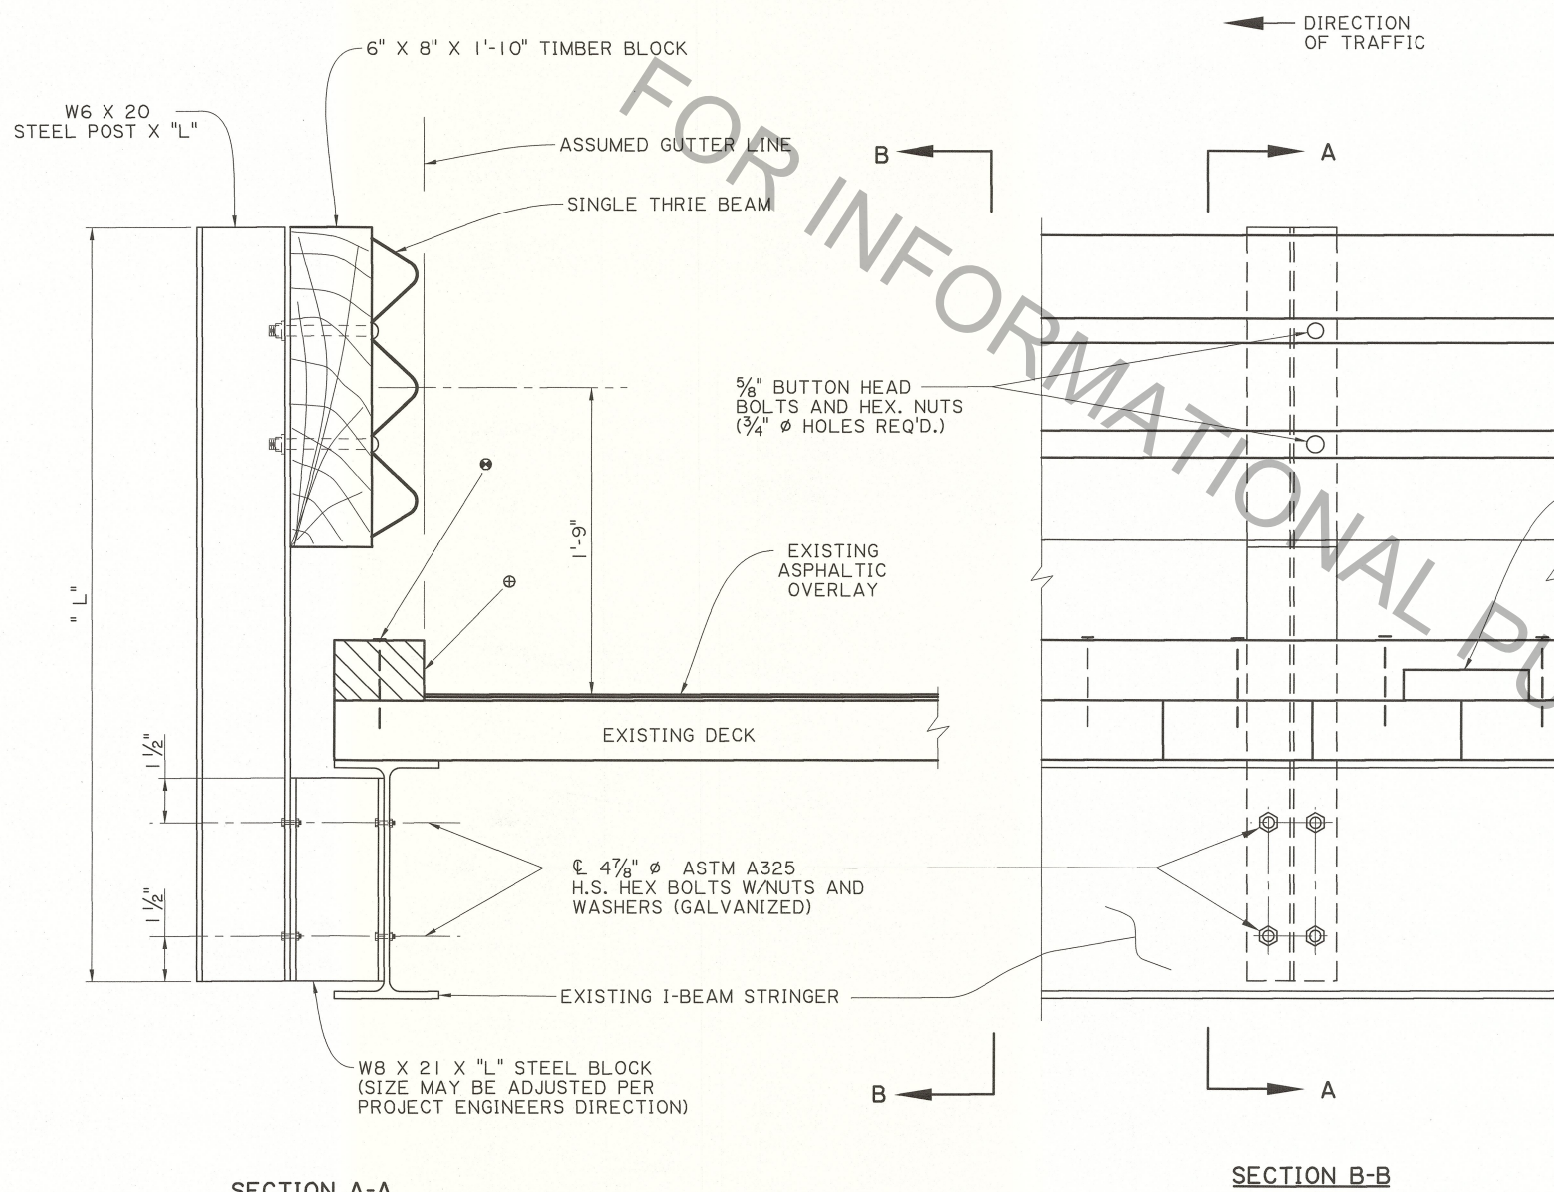 DIRECTION
OF TRAFFIC
6" X 8" X 1'-10" TIMBER BLOCK
W6 X 20
STEEL POST X "L"
ASSUMED GUTTER LINE
SINGLE THRIE BEAM
B
A
FOR INFORMATIONAL PU
5/8" BUTTON HEAD
BOLTS AND HEX. NUTS
(3/4" Ø HOLES REQ'D.)
1'-9"
EXISTING
ASPHALTIC
OVERLAY
"L"
EXISTING DECK
1 1/2"
℄ 4 7/8" Ø ASTM A325
H.S. HEX BOLTS W/NUTS AND
WASHERS (GALVANIZED)
1 1/2"
EXISTING I-BEAM STRINGER
W8 X 21 X "L" STEEL BLOCK
(SIZE MAY BE ADJUSTED PER
PROJECT ENGINEERS DIRECTION)
B
A
SECTION A-A
SECTION B-B